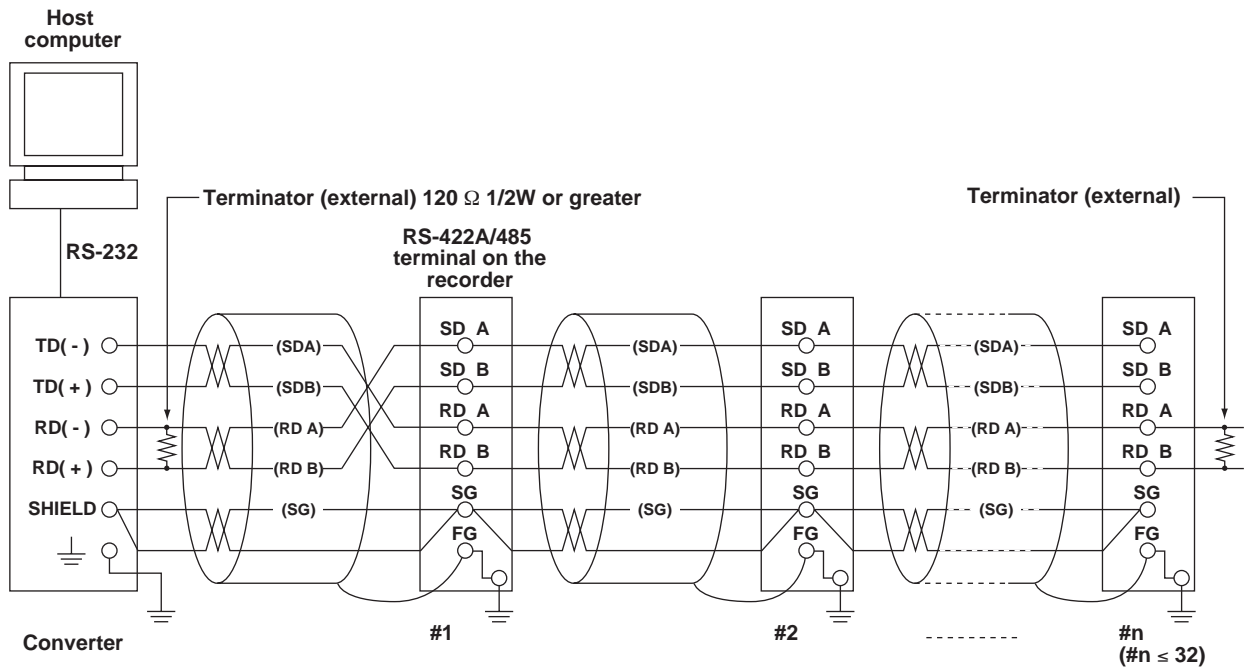 Host
computer
Terminator (external) 120 Ω 1/2W or greater
Terminator (external)
RS-232
RS-422A/485
terminal on the
recorder
TD( - )
TD( + )
RD( - )
RD( + )
SHIELD
(SDA)
(SDB)
(RD A)
(RD B)
(SG)
SD A
SD B
RD A
RD B
SG
FG
(SDA)
(SDB)
(RD A)
(RD B)
(SG)
SD A
SD B
RD A
RD B
SG
FG
(SDA)
(SDB)
(RD A)
(RD B)
(SG)
SD A
SD B
RD A
RD B
SG
FG
Converter
#1
#2
#n
(#n ≤ 32)